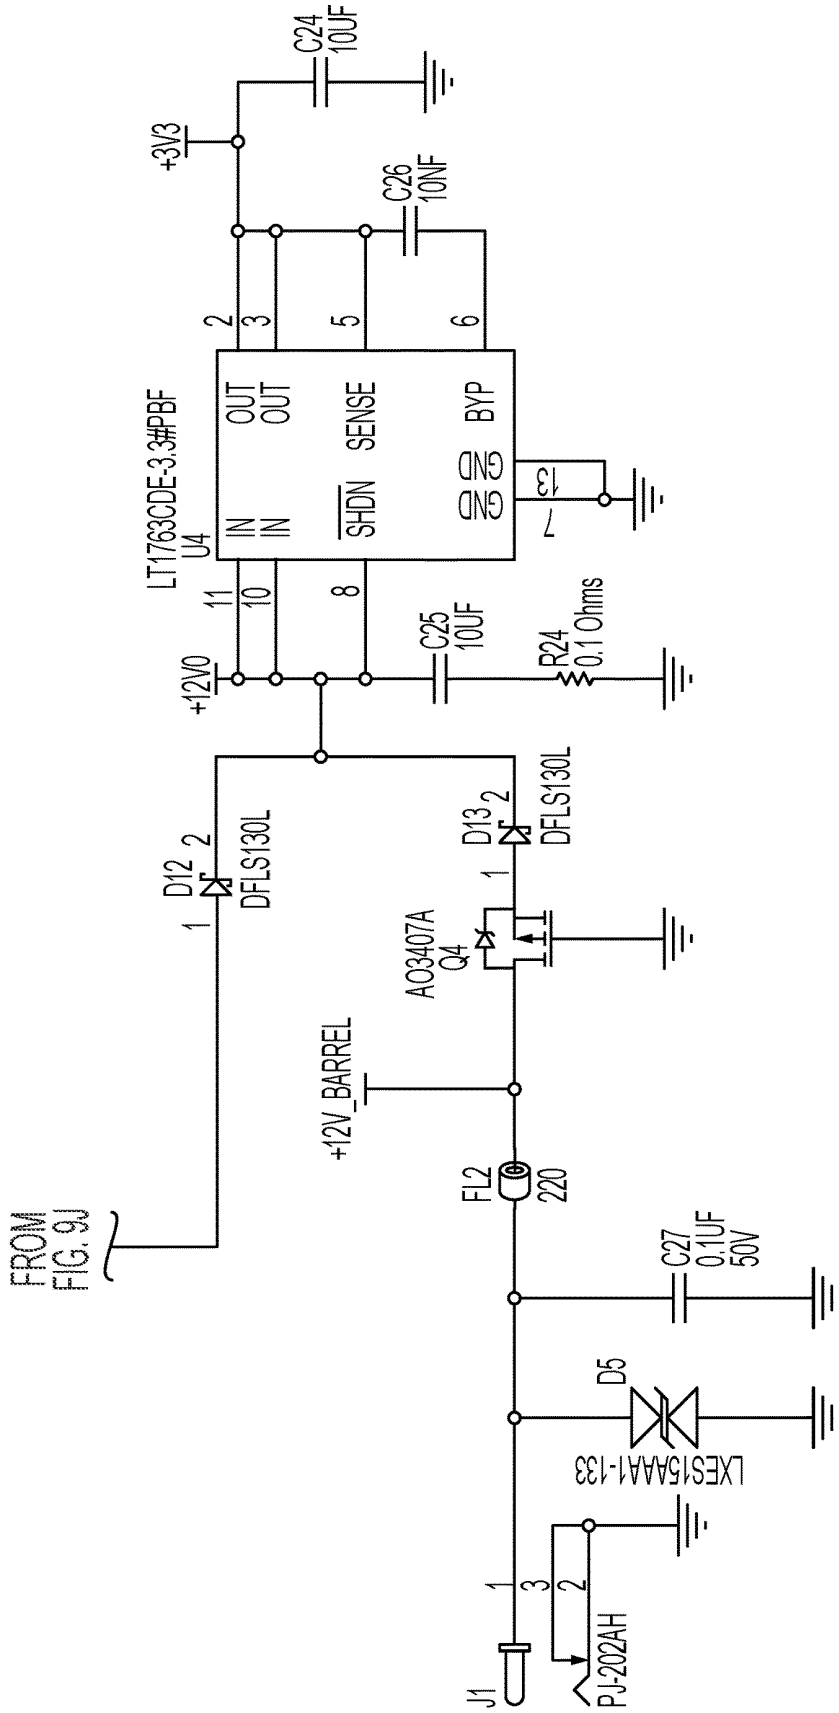 FROM
FIG. 9J
1
D12
2
DFLS130L
J1
1
3
2
PJ-202AH
LXES15AAA1-133
D5
C27
0.1UF
50V
FL2
220
+12V_BARREL
AO3407A
Q4
1
D13
2
DFLS130L
+12V0
C25
10UF
R24
0.1 Ohms
LT1763CDE-3.3#PBF
U4
11
IN
OUT
2
10
IN
OUT
3
8
SHDN
SENSE
5
BYP
6
GND
GND
7
13
+3V3
C24
10UF
C26
10NF